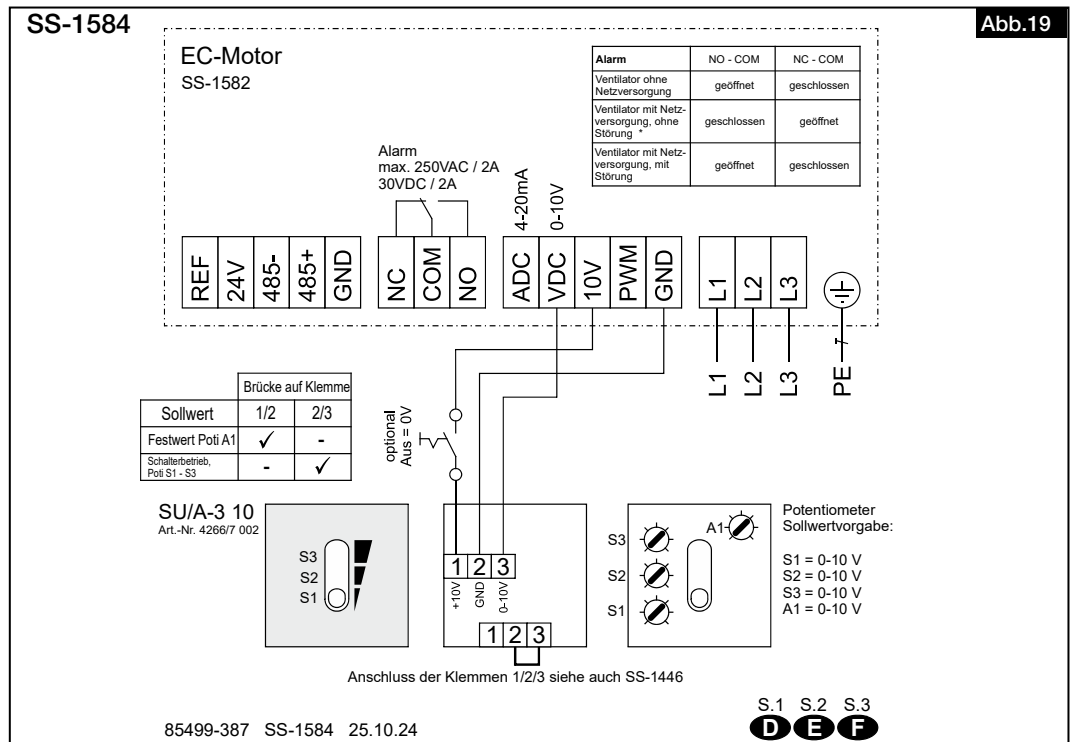 SS-1584
Abb.19
EC-Motor
SS-1582
Alarm NO - COM NC - COM
Ventilator ohne
Netzversorgung geöffnet geschlossen
Ventilator mit Netz-
versorgung, ohne
Störung * geschlossen geöffnet
Ventilator mit Netz-
versorgung, mit
Störung geöffnet geschlossen
Alarm
max. 250VAC / 2A
30VDC / 2A
4-20mA
0-10V
REF 24V 485- 485+ GND
NC COM NO
ADC VDC 10V PWM GND
L1 L2 L3
L1 L2 L3 PE
Brücke auf Klemme
Sollwert 1/2 2/3
Festwert Poti A1 ✓ -
Schalterbetrieb,
Poti S1 - S3 - ✓
optional
Aus = 0V
SU/A-3 10
Art.-Nr. 4266/7 002
S3
S2
S1
1 2 3
+10V GND 0-10V
1 2 3
A1
S3
S2
S1
Potentiometer
Sollwertvorgabe:
S1 = 0-10 V
S2 = 0-10 V
S3 = 0-10 V
A1 = 0-10 V
Anschluss der Klemmen 1/2/3 siehe auch SS-1446
85499-387 SS-1584 25.10.24
S.1 S.2 S.3
D E F